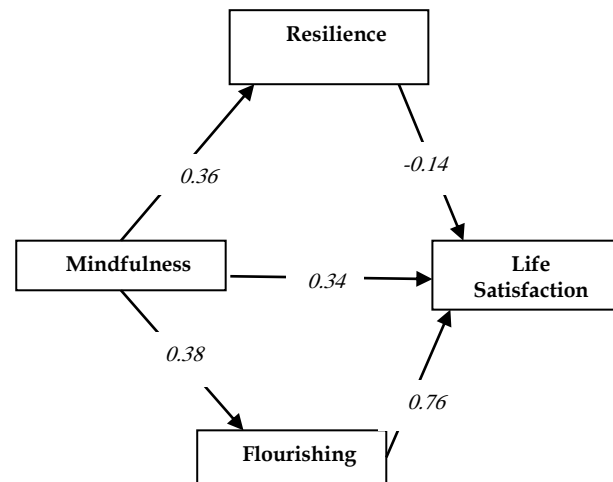 Resilience
0.36
-0.14
Mindfulness
0.34
Life
Satisfaction
0.38
0.76
Flourishing